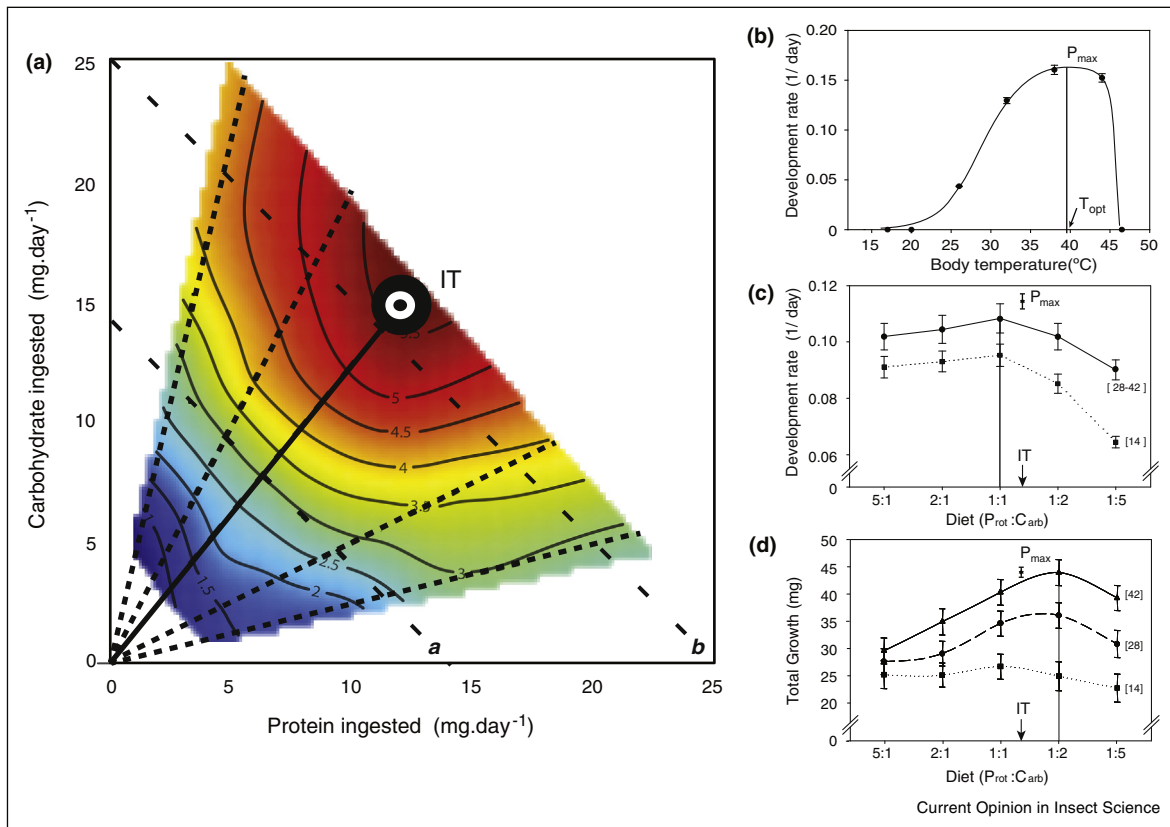 (a)
25
20
15
10
5
0
Carbohydrate ingested (mg.day⁻¹)
0
5
10
15
20
25
Protein ingested (mg.day⁻¹)
IT
5
4.5
4
3.5
3
2.5
2
1.5
1
a
b
(b)
0.20
0.15
0.10
0.05
0
Development rate (1/ day)
Pmax
Topt
15
20
25
30
35
40
45
50
Body temperature(ºC)
(c)
0.12
0.10
0.08
0.06
0
Development rate (1/ day)
Pmax
[ 28-42 ]
[14 ]
IT
5:1
2:1
1:1
1:2
1:5
Diet (Prot:Carb)
(d)
50
45
40
35
30
25
20
0
Total Growth (mg)
Pmax
[42]
[28]
[14]
IT
5:1
2:1
1:1
1:2
1:5
Diet (Prot:Carb)
Current Opinion in Insect Science